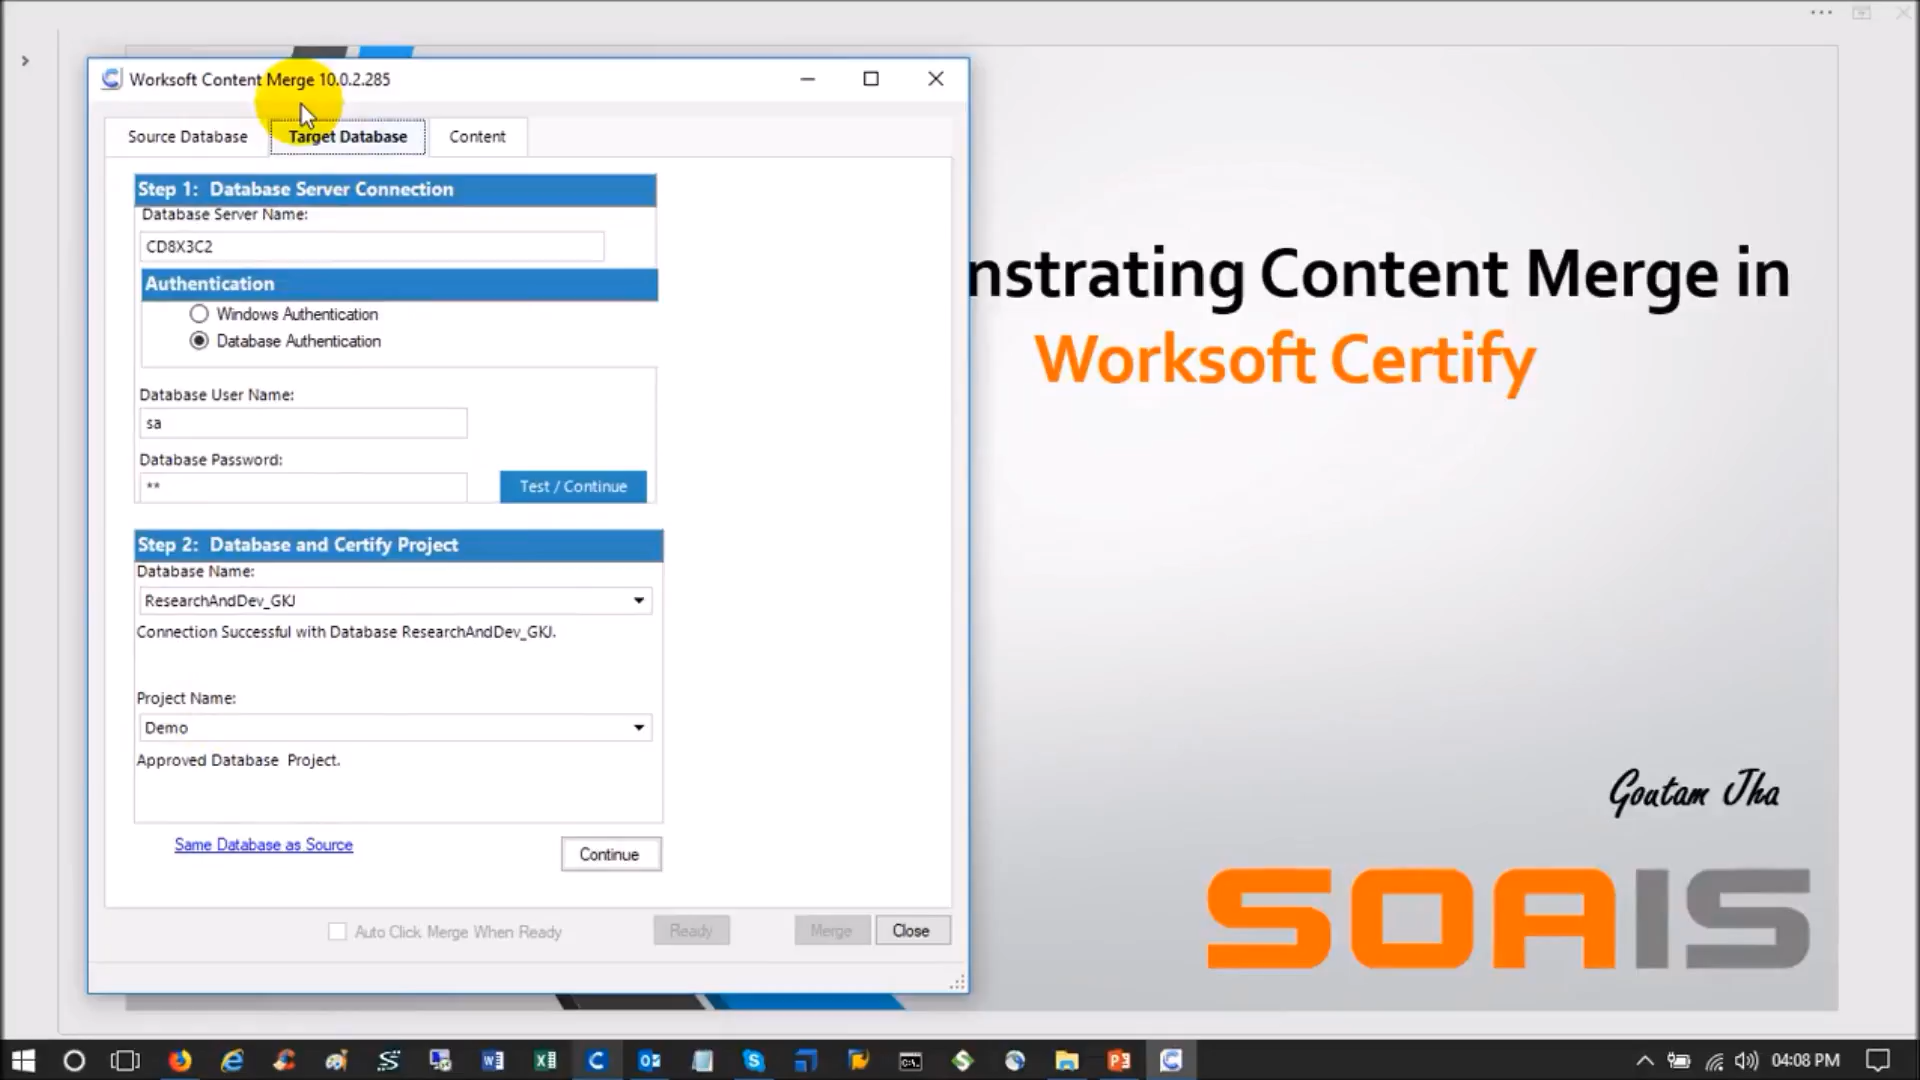 Worksoft Content Merge 10.0.2.285
Source Database
Target Database
Content
Step 1: Database Server Connection
Database Server Name:
CD8X3C2
Authentication
Windows Authentication
Database Authentication
Database User Name:
sa
Database Password:
**
Test / Continue
Step 2: Database and Certify Project
Database Name:
ResearchAndDev_GKJ
Connection Successful with Database ResearchAndDev_GKJ.
Project Name:
Demo
Approved Database Project.
Same Database as Source
Continue
Auto Click Merge When Ready
Ready
Merge
Close
nstrating Content Merge in
Worksoft Certify
Goutam Jha
SOAIS
04:08 PM